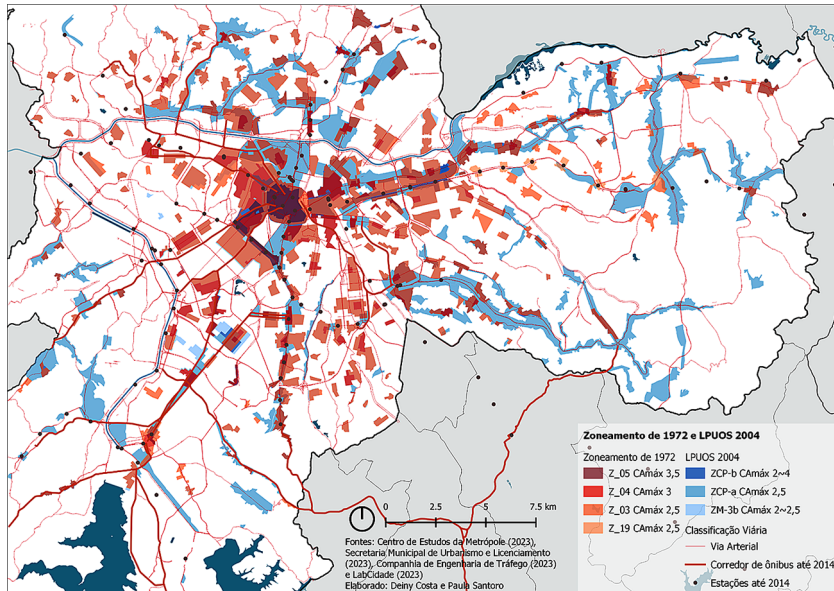 Zoneamento de 1972 e LPUOS 2004
Zoneamento de 1972 LPUOS 2004
Z_05 CAmáx 3,5 ZCP-b CAmáx 2~4
Z_04 CAmáx 3 ZCP-a CAmáx 2,5
Z_03 CAmáx 2,5 ZM-3b CAmáx 2~2,5
Z_19 CAmáx 2,5
Classificação Viária
Via Arterial
Corredor de ônibus até 2014
Estações até 2014
0 2.5 5 7.5 km
Fontes: Centro de Estudos da Metrópole (2023),
Secretaria Municipal de Urbanismo e Licenciamento
(2023), Companhia de Engenharia de Tráfego (2023)
e LabCidade (2023)
Elaborado: Deiny Costa e Paula Santoro